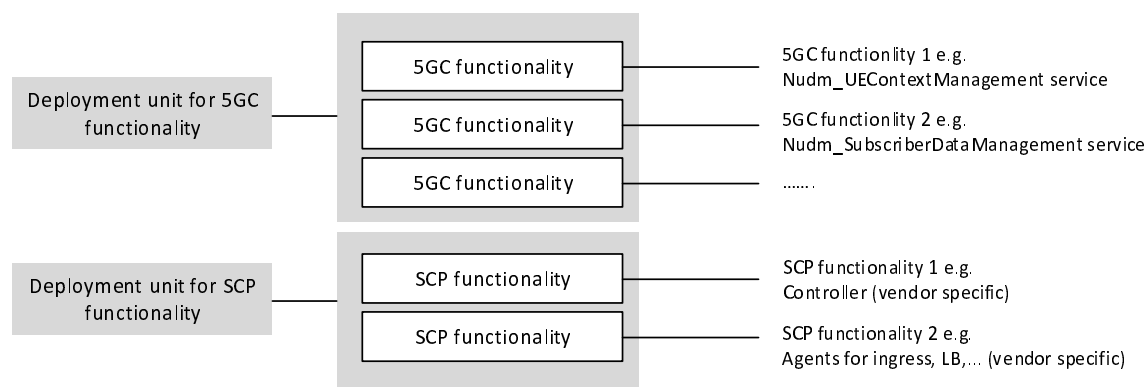 Deployment unit for 5GC
functionality
5GC functionality
5GC functionality
5GC functionality
5GC functionlity 1 e.g.
Nudm_UEContextManagement service
5GC functionlity 2 e.g.
Nudm_SubscriberDataManagement service
.......
Deployment unit for SCP
functionality
SCP functionality
SCP functionality
SCP functionality 1 e.g.
Controller (vendor specific)
SCP functionality 2 e.g.
Agents for ingress, LB,... (vendor specific)